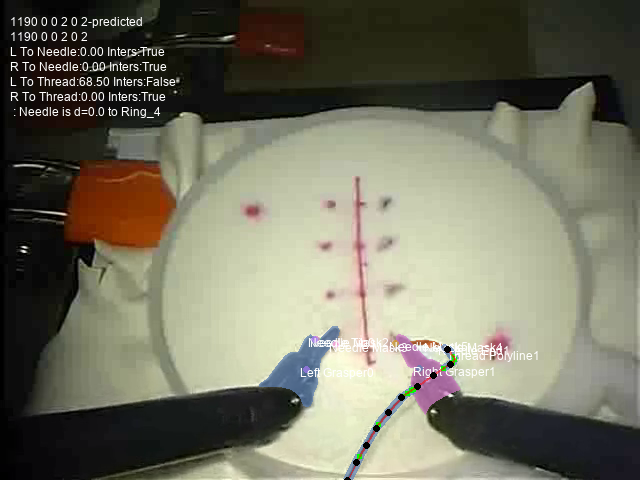 1190 0 0 2 0 2-predicted
1190 0 0 2 0 2
L To Needle:0.00 Inters:True
R To Needle:0.00 Inters:True
L To Thread:68.50 Inters:False
R To Thread:0.00 Inters:True
: Needle is d=0.0 to Ring_4
Thread Polyline1
Left Grasper0
Right Grasper1